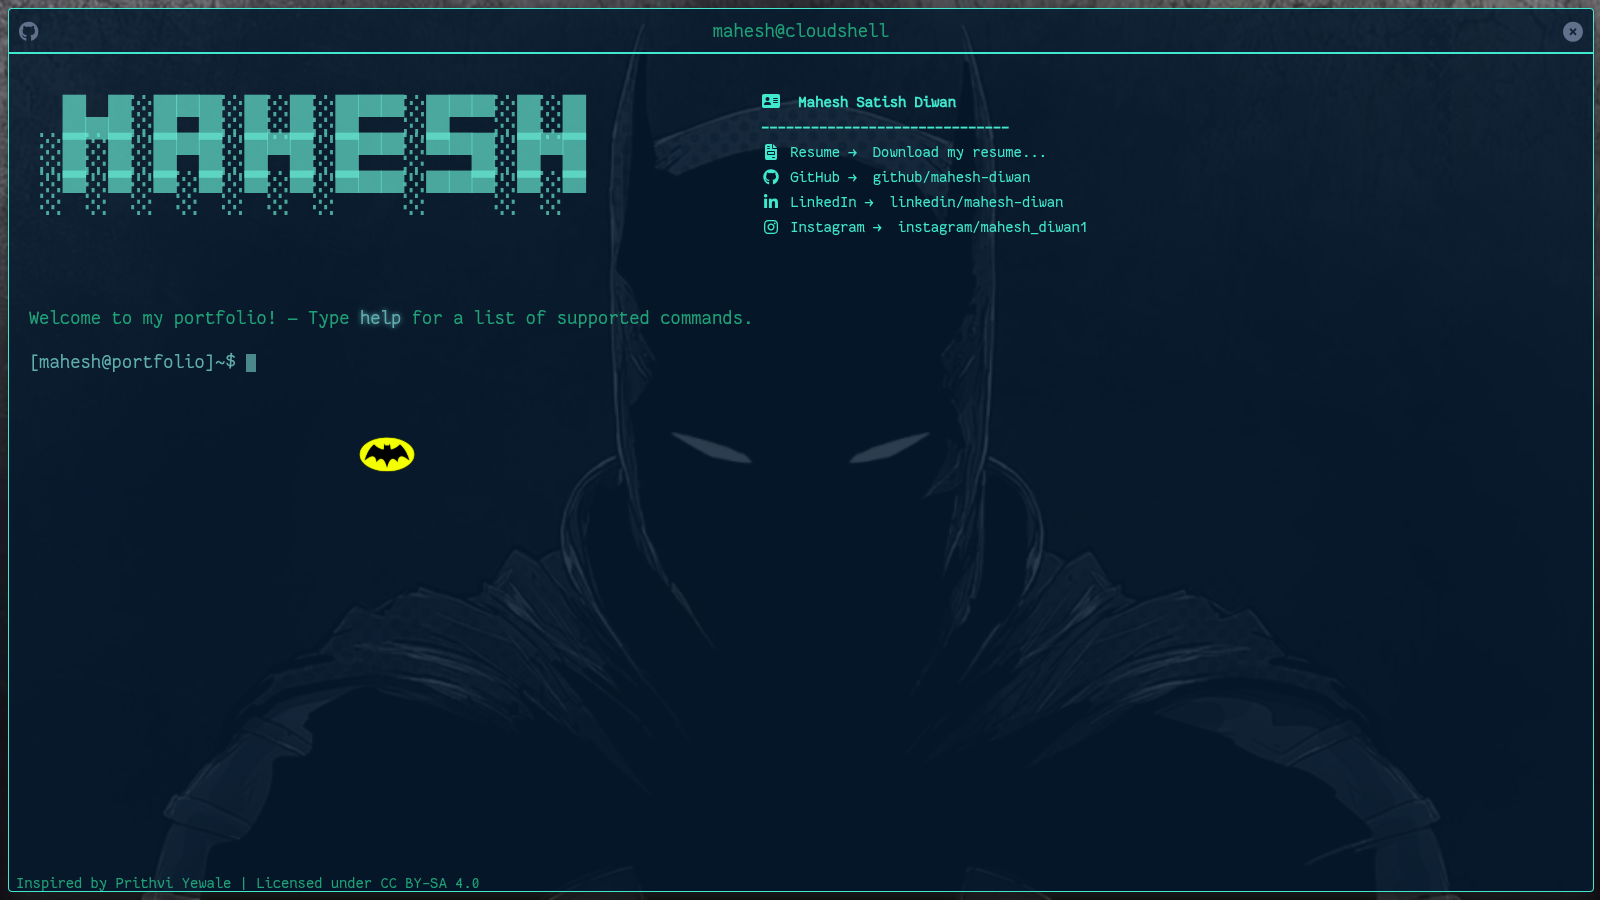 mahesh@cloudshell
MAHESH
Mahesh Satish Diwan
------------------------------
Resume → Download my resume...
GitHub → github/mahesh-diwan
LinkedIn → linkedin/mahesh-diwan
Instagram → instagram/mahesh_diwan1
Welcome to my portfolio! — Type help for a list of supported commands.
[mahesh@portfolio]~$
Inspired by Prithvi Yewale | Licensed under CC BY-SA 4.0